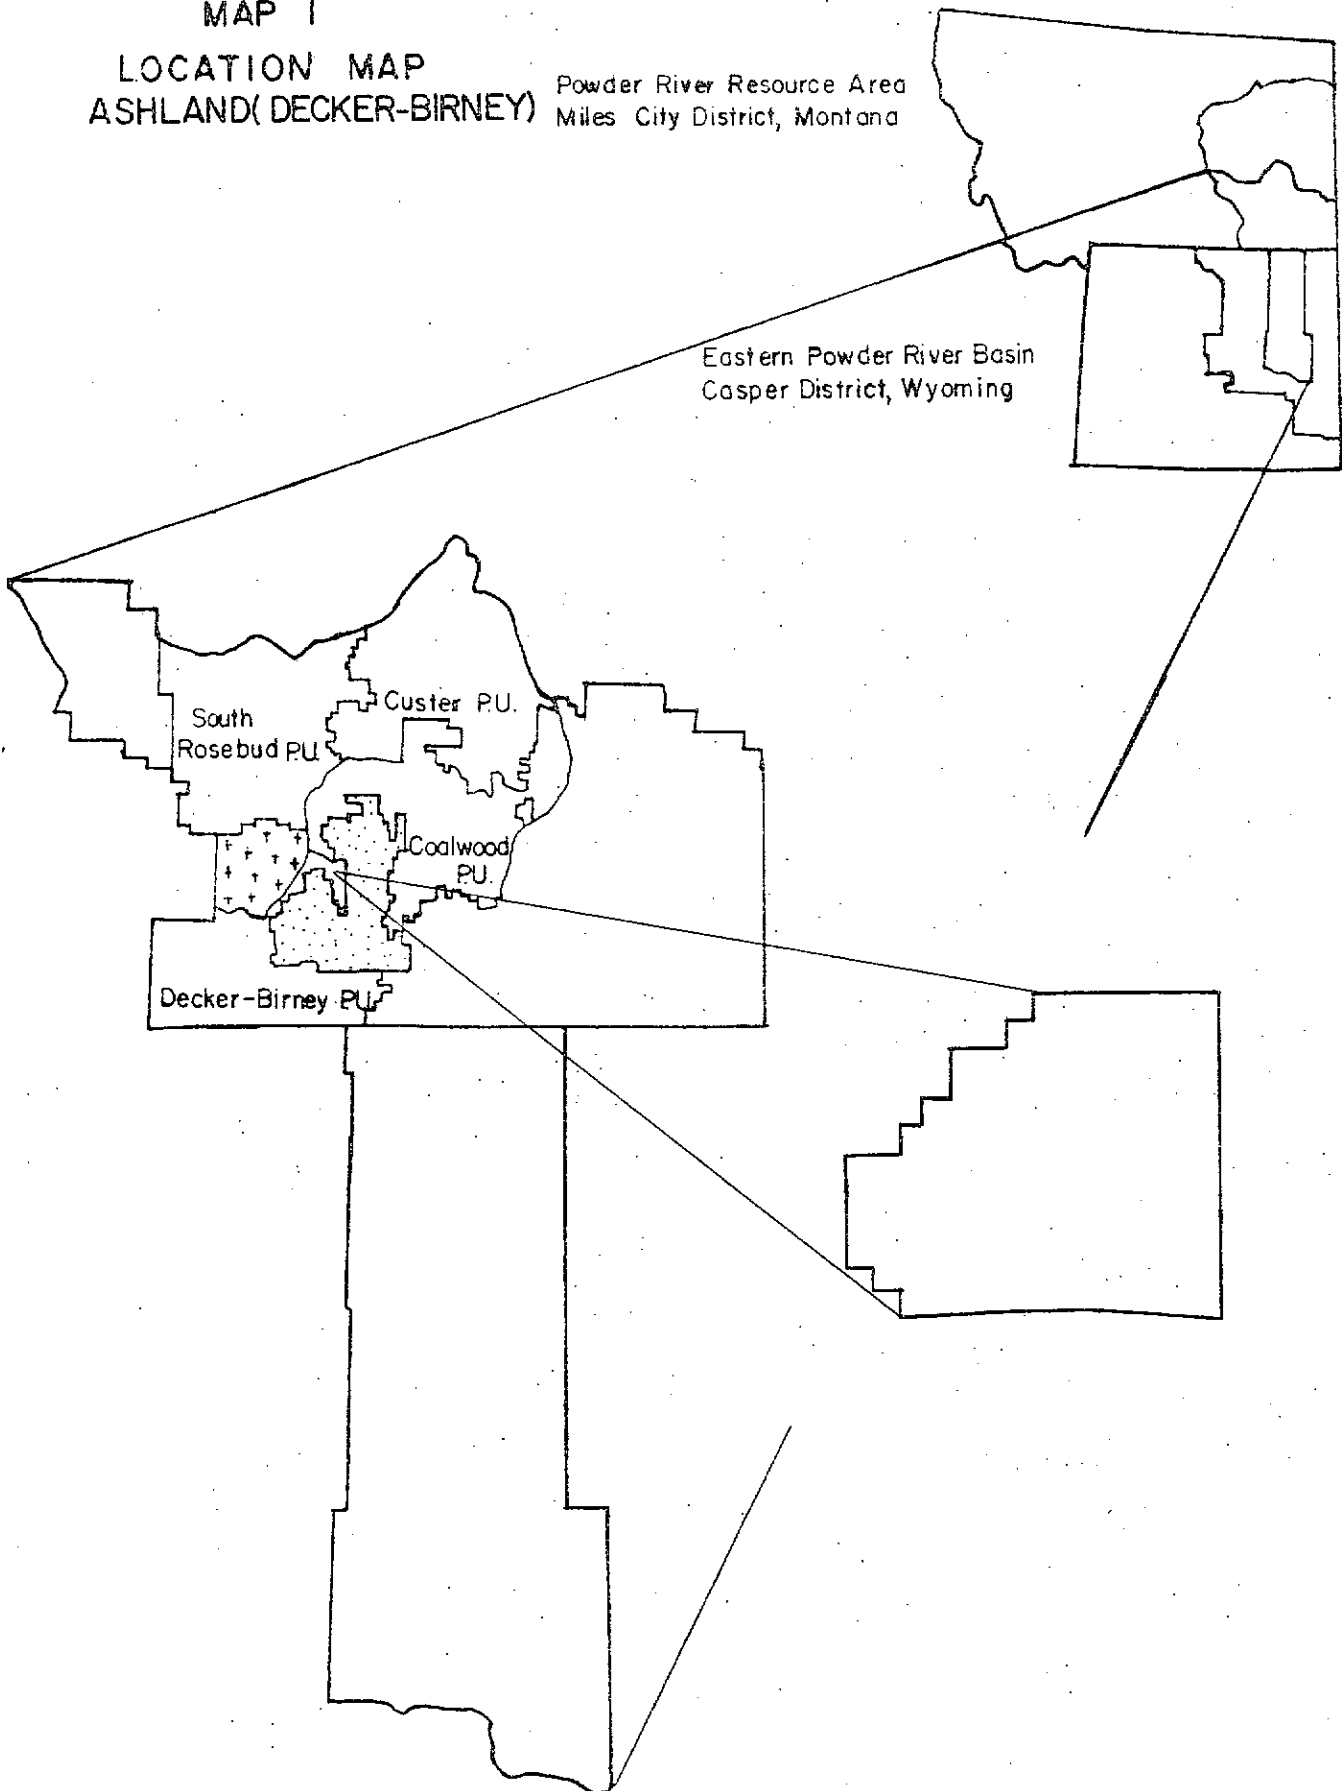 MAP 1
LOCATION MAP
ASHLAND(DECKER-BIRNEY)
Powder River Resource Area
Miles City District, Montana
Eastern Powder River Basin
Casper District, Wyoming
Custer P.U.
South
Rosebud P.U.
Coalwood
P.U.
Decker-Birney P.U.